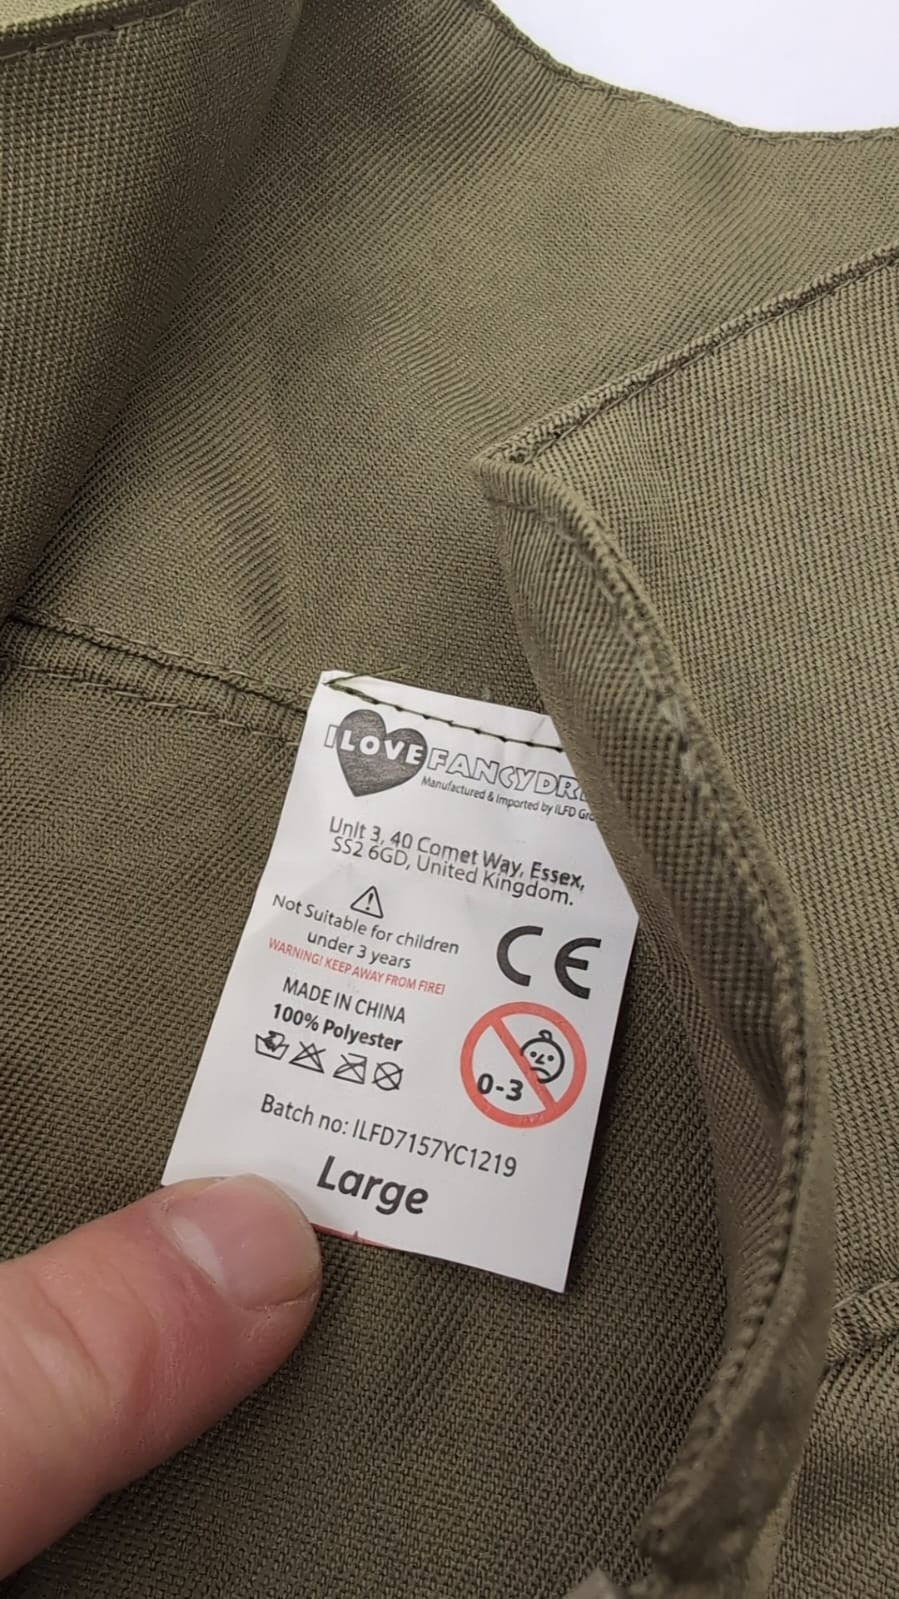 I LOVE FANCYDR
Manufactured & Imported by ILFD
Unit 3, 40 Comet Way, Essex,
SS2 6GD, United Kingdom.
Not Suitable for children
under 3 years
WARNING! KEEP AWAY FROM FIRE!
CE
MADE IN CHINA
100% Polyester
0-3
Batch no: ILFD7157YC1219
Large